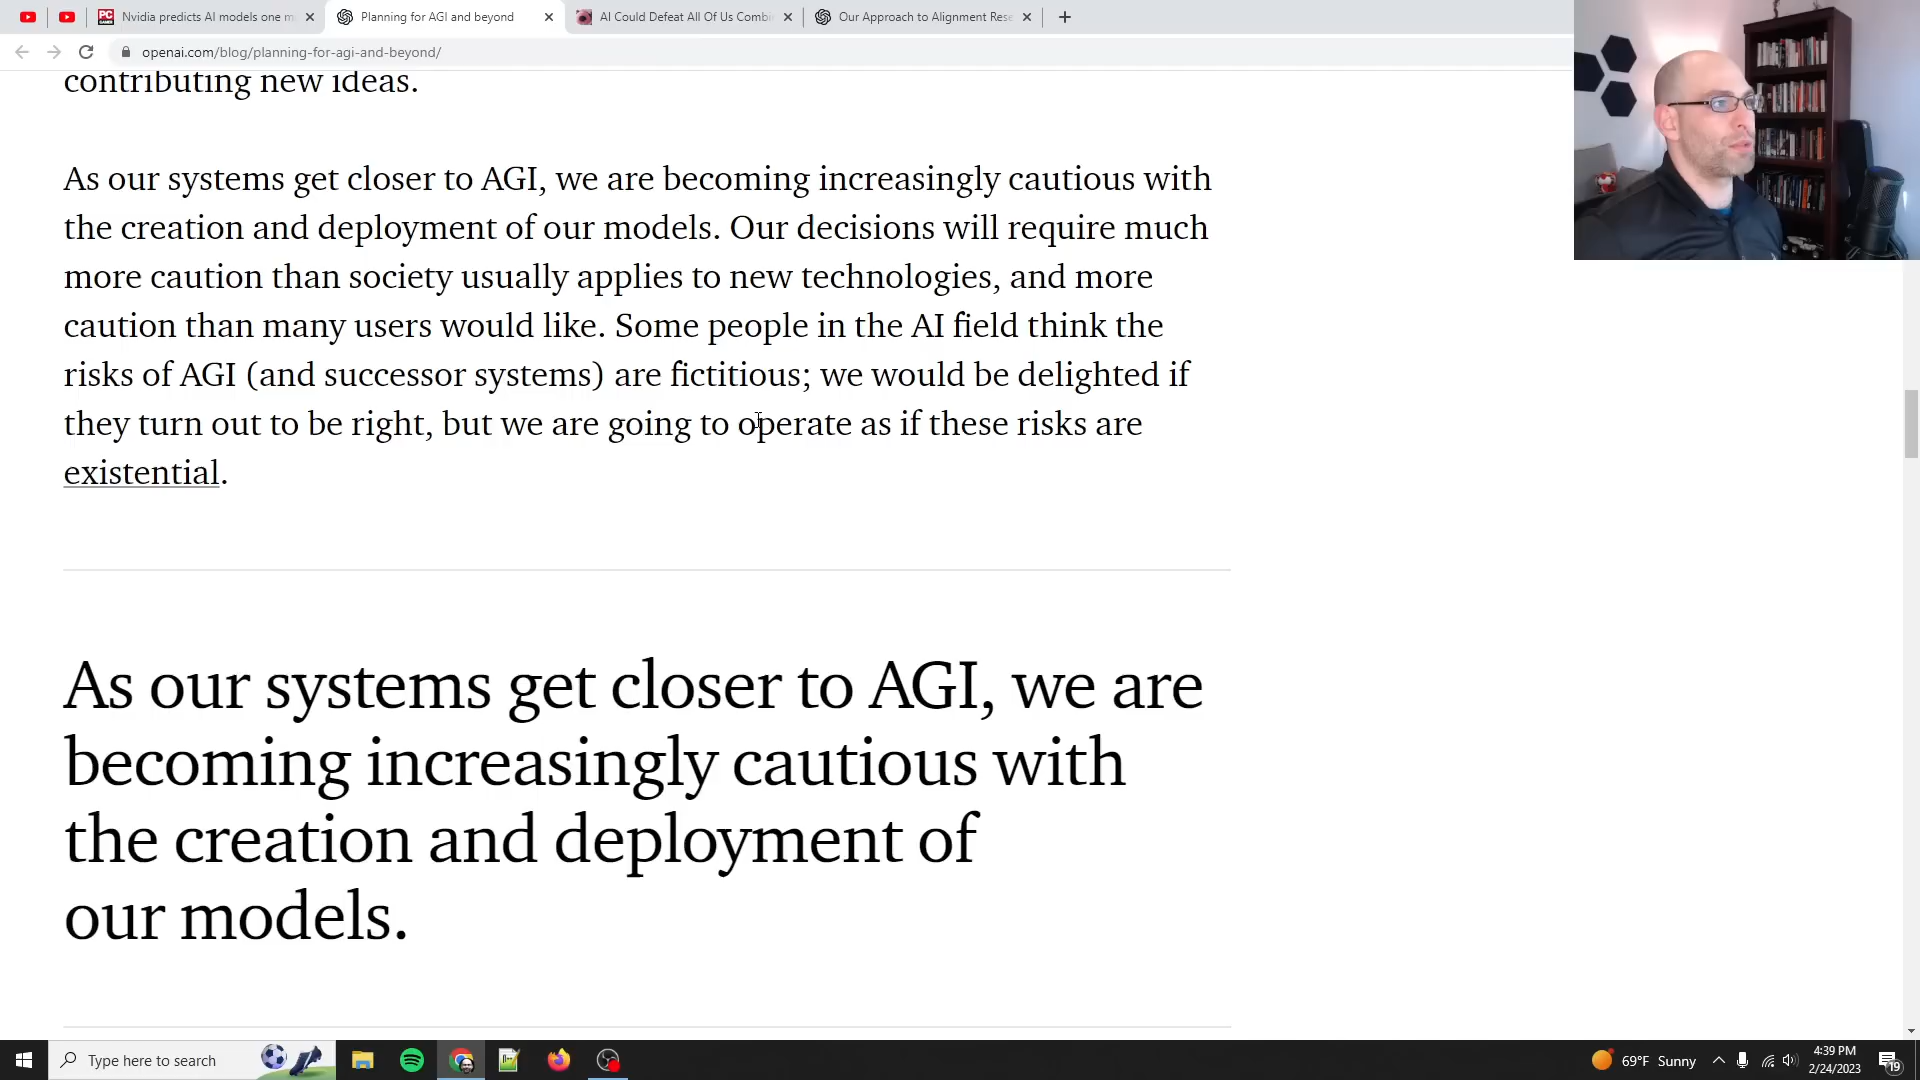 Nvidia predicts AI models one m
Planning for AGI and beyond
AI Could Defeat All Of Us Combi
Our Approach to Alignment Rese
openai.com/blog/planning-for-agi-and-beyond/
contributing new ideas.
As our systems get closer to AGI, we are becoming increasingly cautious with
the creation and deployment of our models. Our decisions will require much
more caution than society usually applies to new technologies, and more
caution than many users would like. Some people in the AI field think the
risks of AGI (and successor systems) are fictitious; we would be delighted if
they turn out to be right, but we are going to operate as if these risks are
existential.
As our systems get closer to AGI, we are
becoming increasingly cautious with
the creation and deployment of
our models.
Type here to search
69°F Sunny
4:39 PM
2/24/2023
19